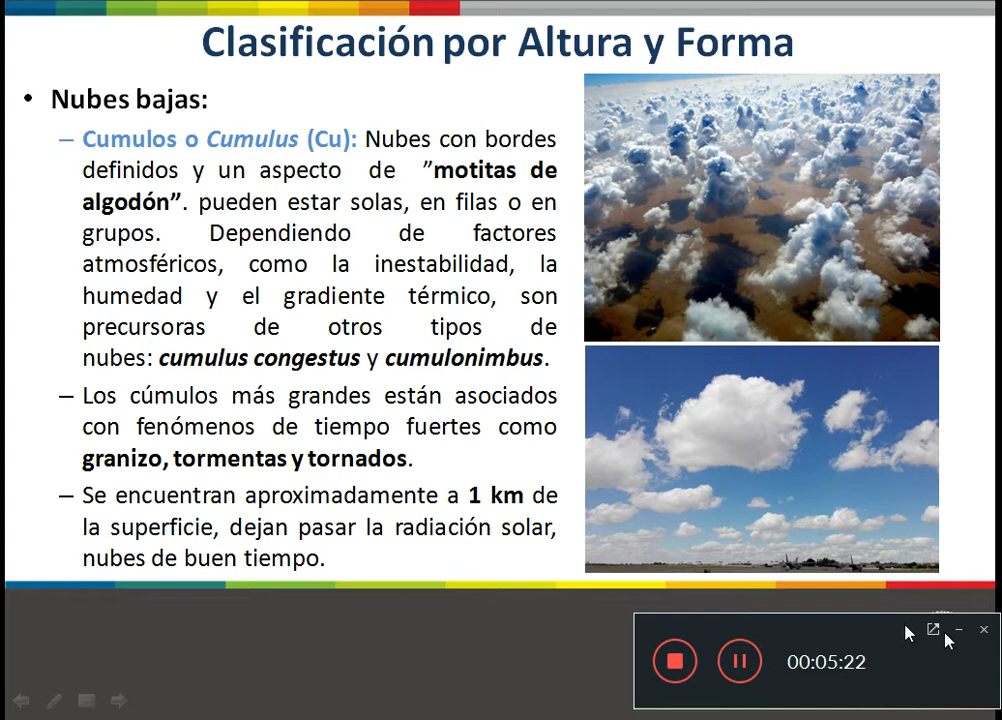 Clasificación por Altura y Forma
• Nubes bajas:
– Cumulos o Cumulus (Cu): Nubes con bordes
definidos y un aspecto de ”motitas de
algodón”. pueden estar solas, en filas o en
grupos. Dependiendo de factores
atmosféricos, como la inestabilidad, la
humedad y el gradiente térmico, son
precursoras de otros tipos de
nubes: cumulus congestus y cumulonimbus.
– Los cúmulos más grandes están asociados
con fenómenos de tiempo fuertes como
granizo, tormentas y tornados.
– Se encuentran aproximadamente a 1 km de
la superficie, dejan pasar la radiación solar,
nubes de buen tiempo.
00:05:22